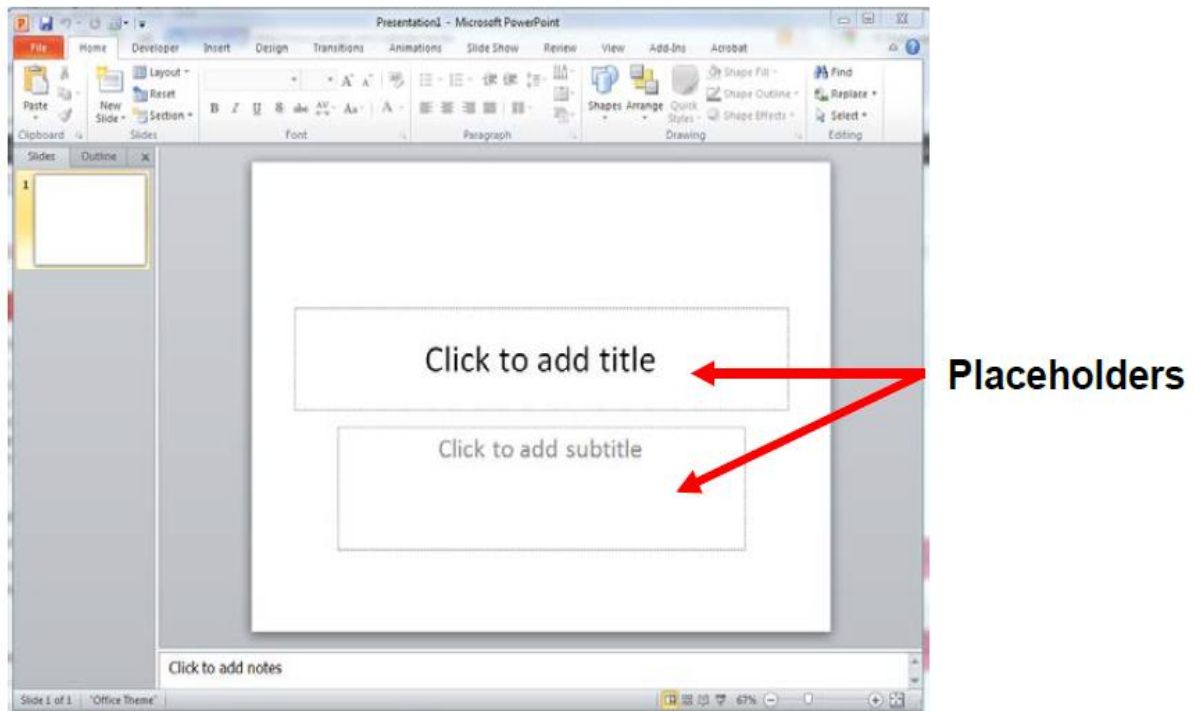 Presentation1 - Microsoft PowerPoint
File Home Developer Insert Design Transitions Animations Slide Show Review View Add-Ins Acrobat
Paste
New Slide
Layout
Reset
Section
B I U S abc AV Aa A
Shapes Arrange Quick Styles
Shape Fill
Shape Outline
Shape Effects
Find
Replace
Select
Clipboard Slides Font Paragraph Drawing Editing
Slides Outline x
1
Click to add title
Click to add subtitle
Placeholders
Click to add notes
Slide 1 of 1 "Office Theme" 67%